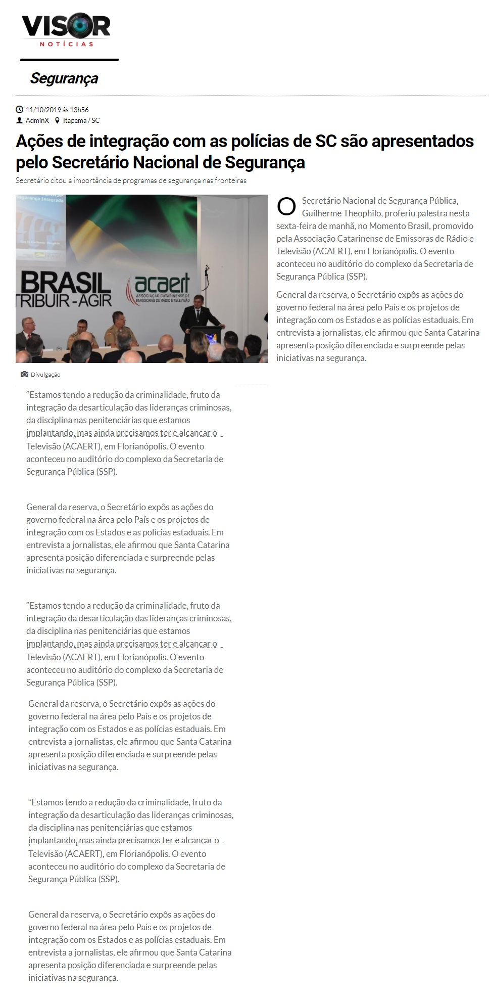 VISOR
NOTÍCIAS
Segurança
11/10/2019 ás 13h56
AdminX Itapema / SC
Ações de integração com as polícias de SC são apresentados
pelo Secretário Nacional de Segurança
Secretário citou a importância de programas de segurança nas fronteiras
Segurança Integrada
BRASIL
TRIBUIR - AGIR
acaert
ASSOCIAÇÃO CATARINENSE DE
EMISSORAS DE RÁDIO E TELEVISÃO
Divulgação
O Secretário Nacional de Segurança Pública,
Guilherme Theophilo, proferiu palestra nesta
sexta-feira de manhã, no Momento Brasil, promovido
pela Associação Catarinense de Emissoras de Rádio e
Televisão (ACAERT), em Florianópolis. O evento
aconteceu no auditório do complexo da Secretaria de
Segurança Pública (SSP).
General da reserva, o Secretário expôs as ações do
governo federal na área pelo País e os projetos de
integração com os Estados e as polícias estaduais. Em
entrevista a jornalistas, ele afirmou que Santa Catarina
apresenta posição diferenciada e surpreende pelas
iniciativas na segurança.
“Estamos tendo a redução da criminalidade, fruto da
integração da desarticulação das lideranças criminosas,
da disciplina nas penitenciárias que estamos
implantando, mas ainda precisamos ter e alcançar o
Televisão (ACAERT), em Florianópolis. O evento
aconteceu no auditório do complexo da Secretaria de
Segurança Pública (SSP).
General da reserva, o Secretário expôs as ações do
governo federal na área pelo País e os projetos de
integração com os Estados e as polícias estaduais. Em
entrevista a jornalistas, ele afirmou que Santa Catarina
apresenta posição diferenciada e surpreende pelas
iniciativas na segurança.
“Estamos tendo a redução da criminalidade, fruto da
integração da desarticulação das lideranças criminosas,
da disciplina nas penitenciárias que estamos
implantando, mas ainda precisamos ter e alcançar o
Televisão (ACAERT), em Florianópolis. O evento
aconteceu no auditório do complexo da Secretaria de
Segurança Pública (SSP).
General da reserva, o Secretário expôs as ações do
governo federal na área pelo País e os projetos de
integração com os Estados e as polícias estaduais. Em
entrevista a jornalistas, ele afirmou que Santa Catarina
apresenta posição diferenciada e surpreende pelas
iniciativas na segurança.
“Estamos tendo a redução da criminalidade, fruto da
integração da desarticulação das lideranças criminosas,
da disciplina nas penitenciárias que estamos
implantando, mas ainda precisamos ter e alcançar o
Televisão (ACAERT), em Florianópolis. O evento
aconteceu no auditório do complexo da Secretaria de
Segurança Pública (SSP).
General da reserva, o Secretário expôs as ações do
governo federal na área pelo País e os projetos de
integração com os Estados e as polícias estaduais. Em
entrevista a jornalistas, ele afirmou que Santa Catarina
apresenta posição diferenciada e surpreende pelas
iniciativas na segurança.